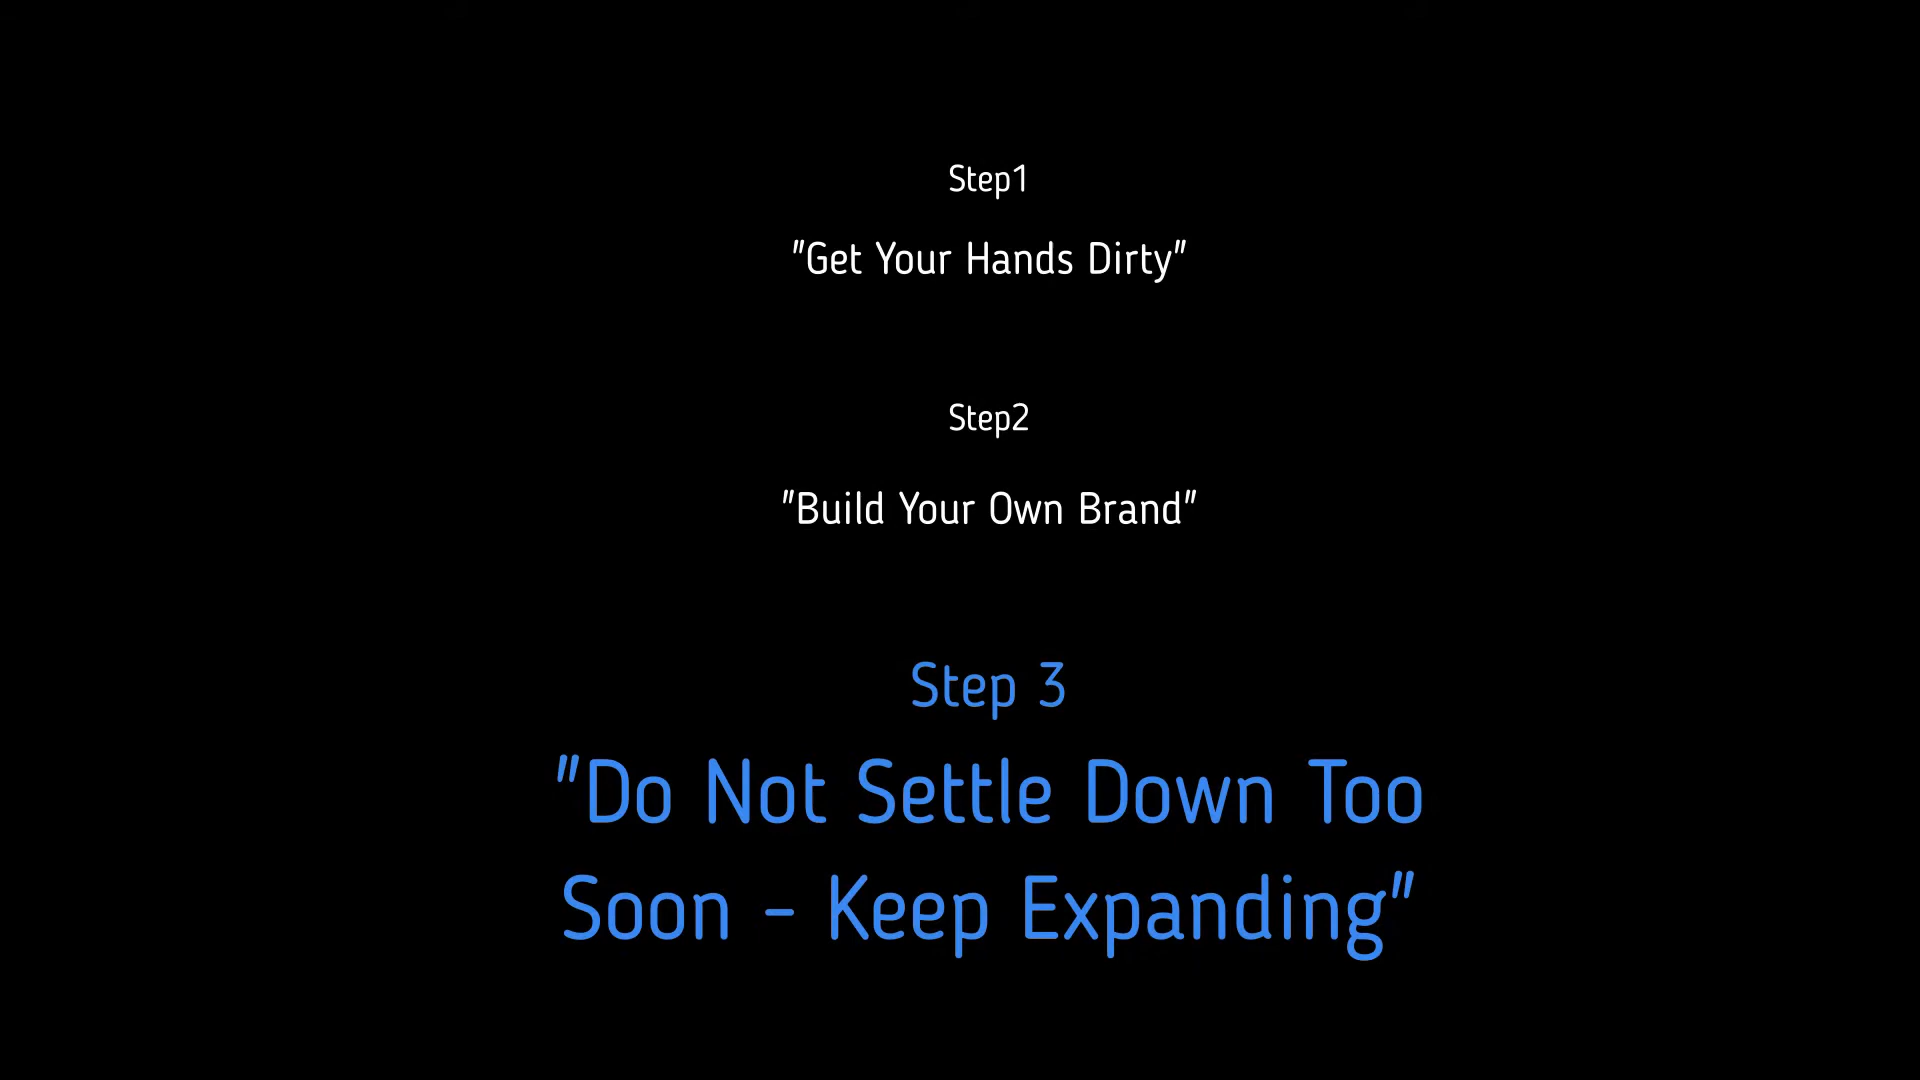 Step1
"Get Your Hands Dirty"
Step2
"Build Your Own Brand"
Step 3
"Do Not Settle Down Too
Soon - Keep Expanding"